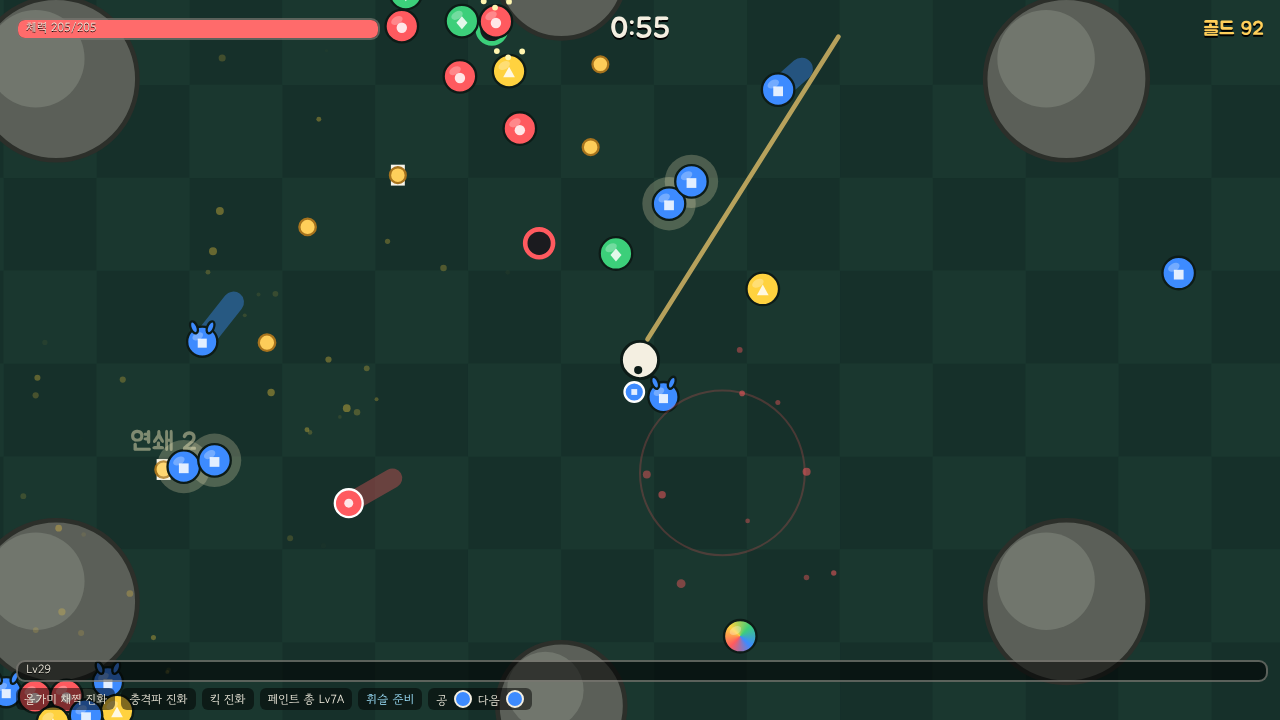 체력 205/205
0:55
골드 92
연쇄 2
Lv29
올가미 채찍 진화
충격파 진화
킥 진화
페인트 총 Lv7A
휘슬 준비
공
다음